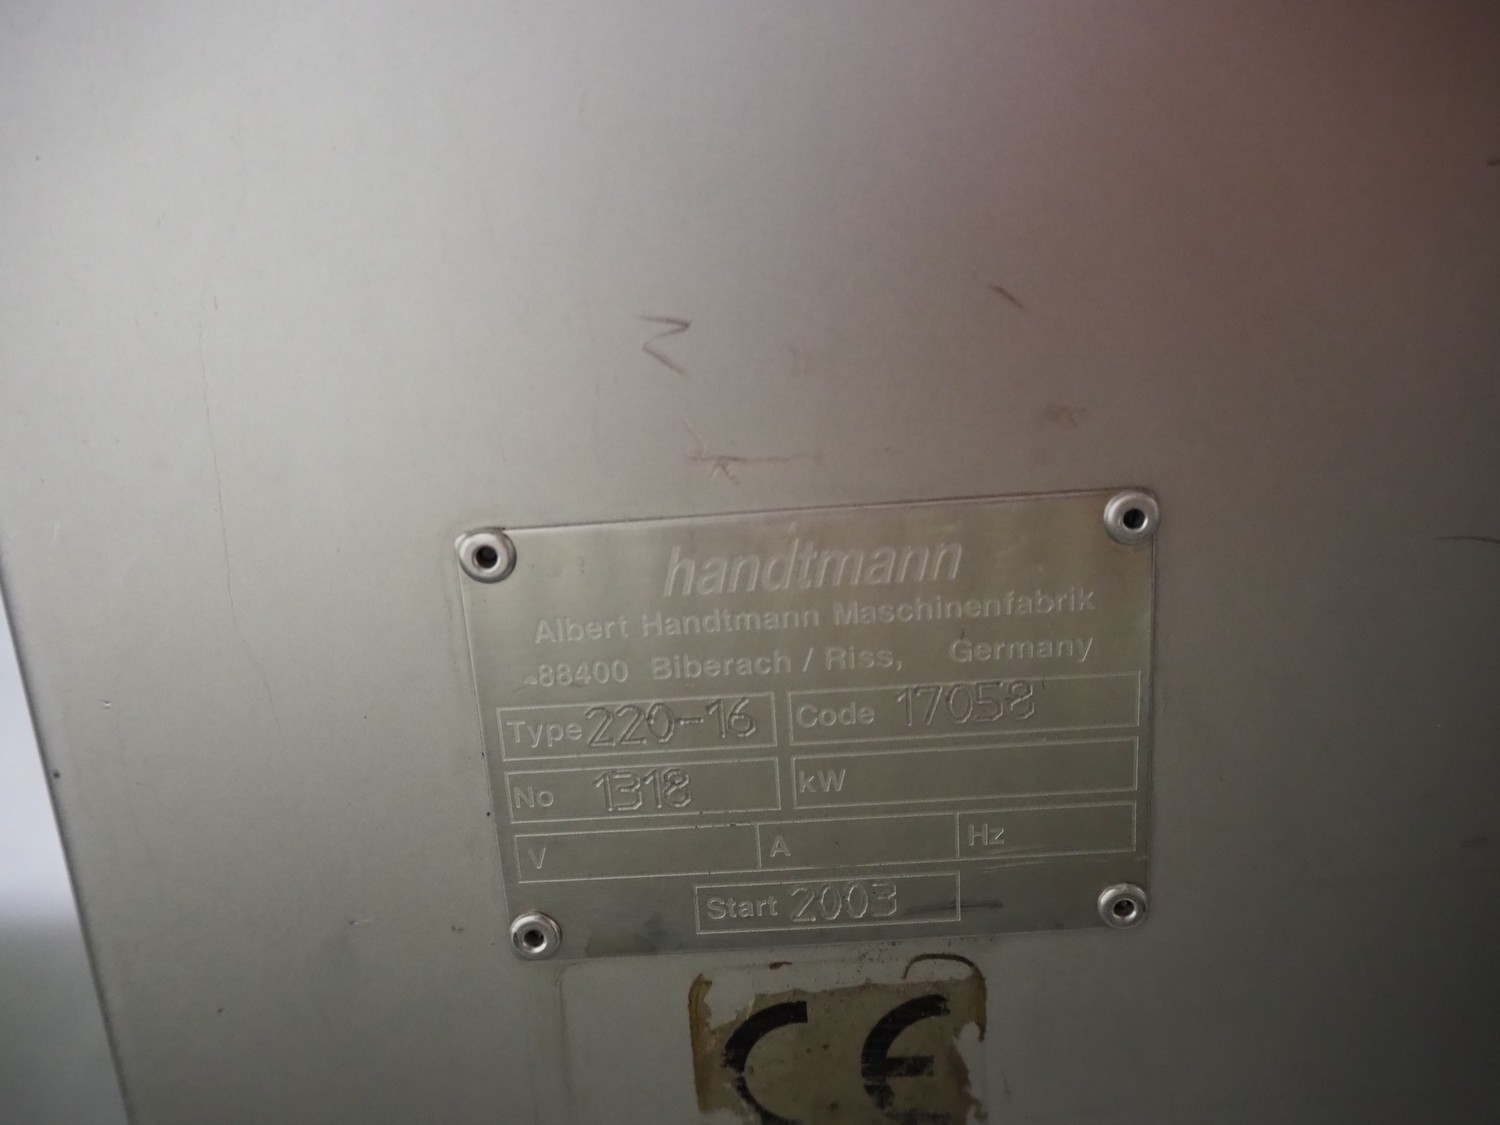 handtmann
Albert Handtmann Maschinenfabrik
-88400 Biberach / Riss, Germany
Type 220-16 Code 17058
No 1318 kW
V A Hz
Start 2003
CE